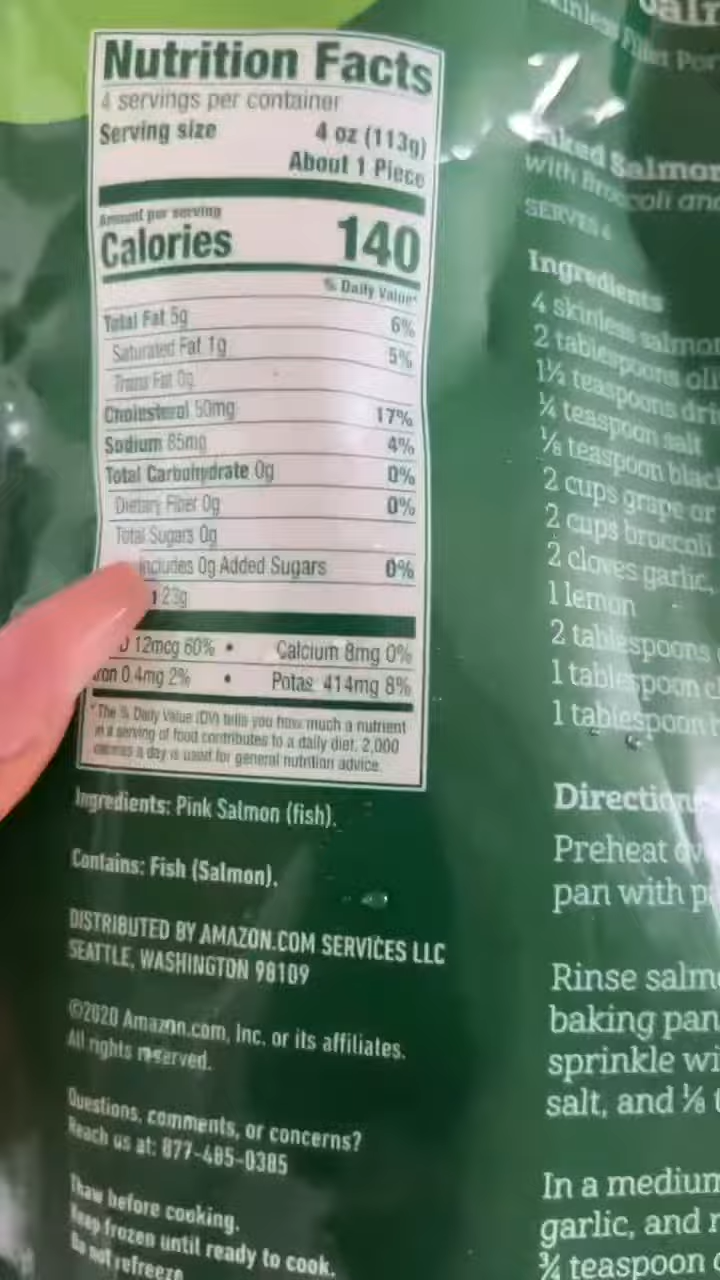 Nutrition Facts
4 servings per container
Serving size 4 oz (113g)
About 1 Piece
Amount per serving
Calories 140
% Daily Value*
Total Fat 5g 6%
Saturated Fat 1g 5%
Trans Fat 0g
Cholesterol 50mg 17%
Sodium 85mg 4%
Total Carbohydrate 0g 0%
Dietary Fiber 0g 0%
Total Sugars 0g
Includes 0g Added Sugars 0%
23g
D 12mcg 60% • Calcium 8mg 0%
ron 0.4mg 2% • Potas. 414mg 8%
*The % Daily Value (DV) tells you how much a nutrient
in a serving of food contributes to a daily diet. 2,000
calories a day is used for general nutrition advice.
Ingredients: Pink Salmon (fish).
Contains: Fish (Salmon).
DISTRIBUTED BY AMAZON.COM SERVICES LLC
SEATTLE, WASHINGTON 98109
©2020 Amazon.com, Inc. or its affiliates.
All rights reserved.
Questions, comments, or concerns?
Reach us at: 877-485-0385
Thaw before cooking.
Keep frozen until ready to cook.
Do not refreeze
Salm
inless Fillet Por
aked Salmon
with Broccoli and
SERVES 4
Ingredients
4 skinless salmon
2 tablespoons oli
1½ teaspoons dri
¼ teaspoon salt
⅛ teaspoon black
2 cups grape or
2 cups broccoli
2 cloves garlic,
1 lemon
2 tablespoons
1 tablespoon c
1 tablespoon
Direction
Preheat ov
pan with p
Rinse salm
baking pan
sprinkle wi
salt, and ⅛ t
In a medium
garlic, and r
¾ teaspoon